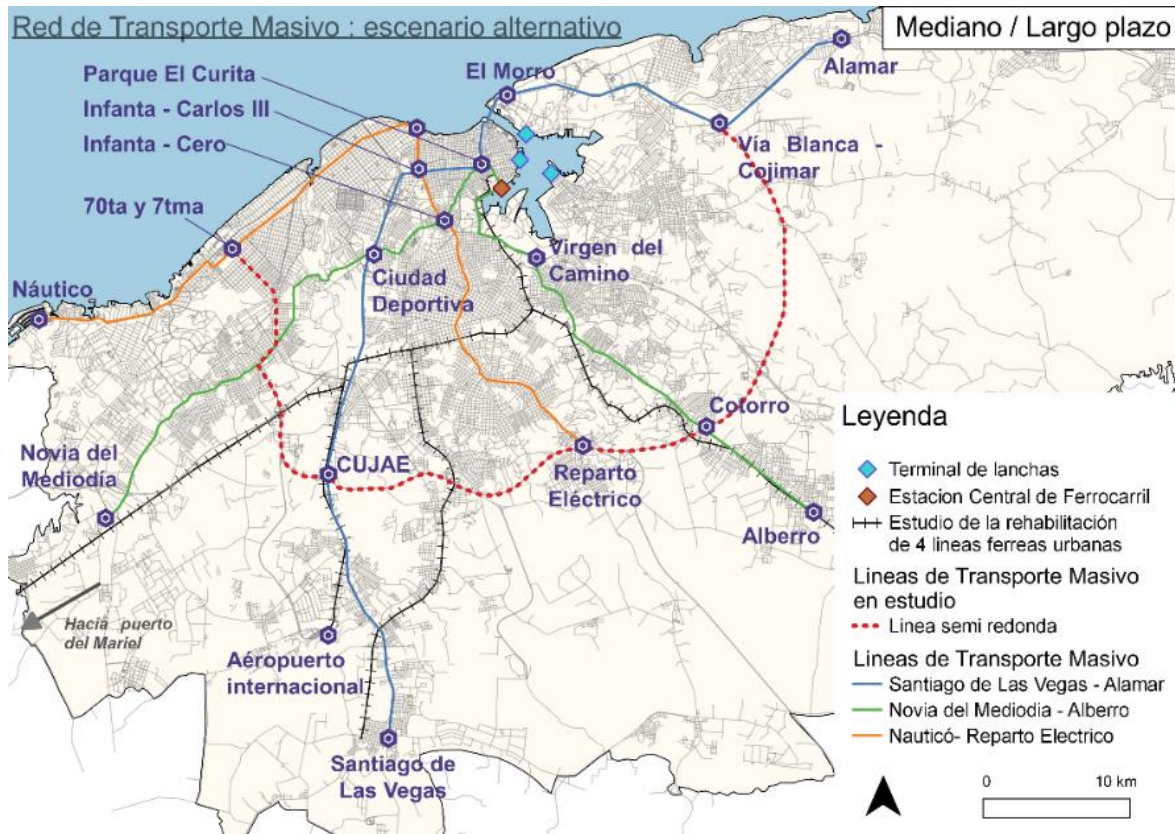 Red de Transporte Masivo : escenario alternativo
Mediano / Largo plazo
Parque El Curita
Infanta - Carlos III
Infanta - Cero
El Morro
Alamar
Vía Blanca -
Cojimar
70ta y 7tma
Náutico
Ciudad
Deportiva
Virgen del
Camino
Novia del
Mediodía
CUJAE
Reparto
Eléctrico
Cotorro
Alberro
Hacia puerto
del Mariel
Aéropuerto
internacional
Santiago de
Las Vegas
Leyenda
Terminal de lanchas
Estacion Central de Ferrocarril
Estudio de la rehabilitación
de 4 lineas ferreas urbanas
Lineas de Transporte Masivo
en estudio
Linea semi redonda
Lineas de Transporte Masivo
Santiago de Las Vegas - Alamar
Novia del Mediodia - Alberro
Nauticó- Reparto Electrico
0 10 km